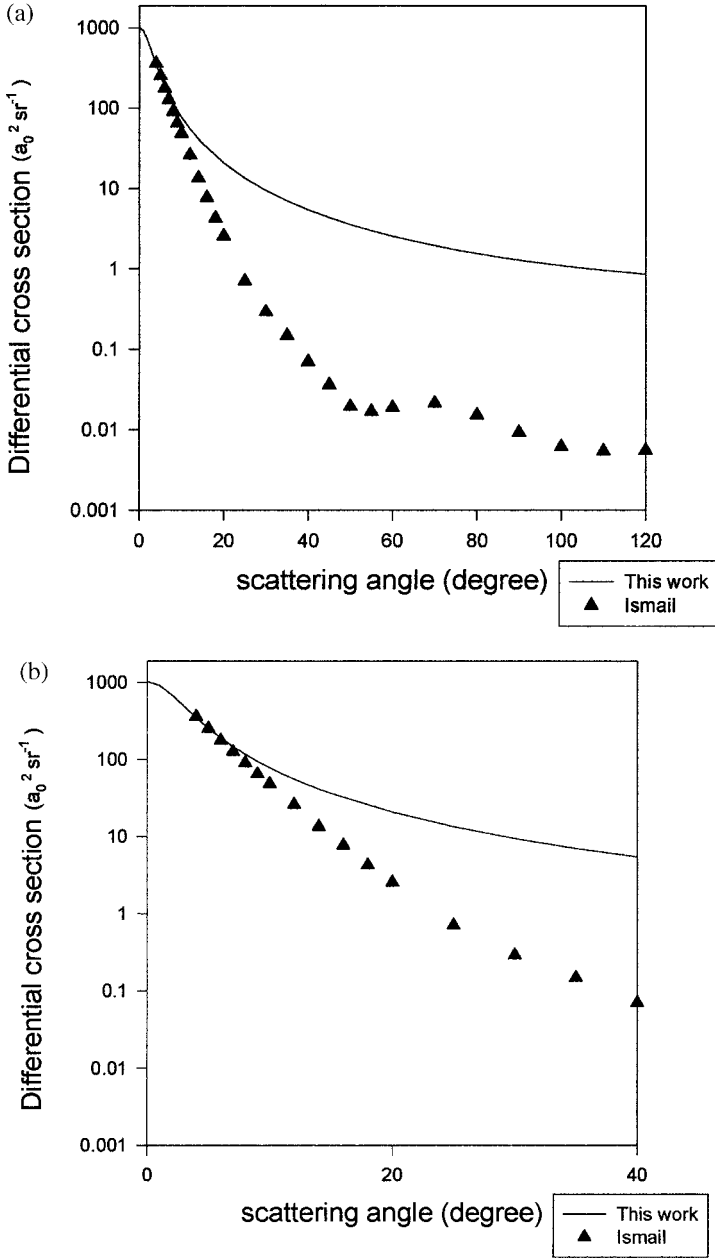 (a)
Differential cross section (a₀² sr⁻¹)
1000
100
10
1
0.1
0.01
0.001
0 20 40 60 80 100 120
scattering angle (degree)
This work
Ismail
(b)
Differential cross section (a₀² sr⁻¹)
1000
100
10
1
0.1
0.01
0.001
0 20 40
scattering angle (degree)
This work
Ismail